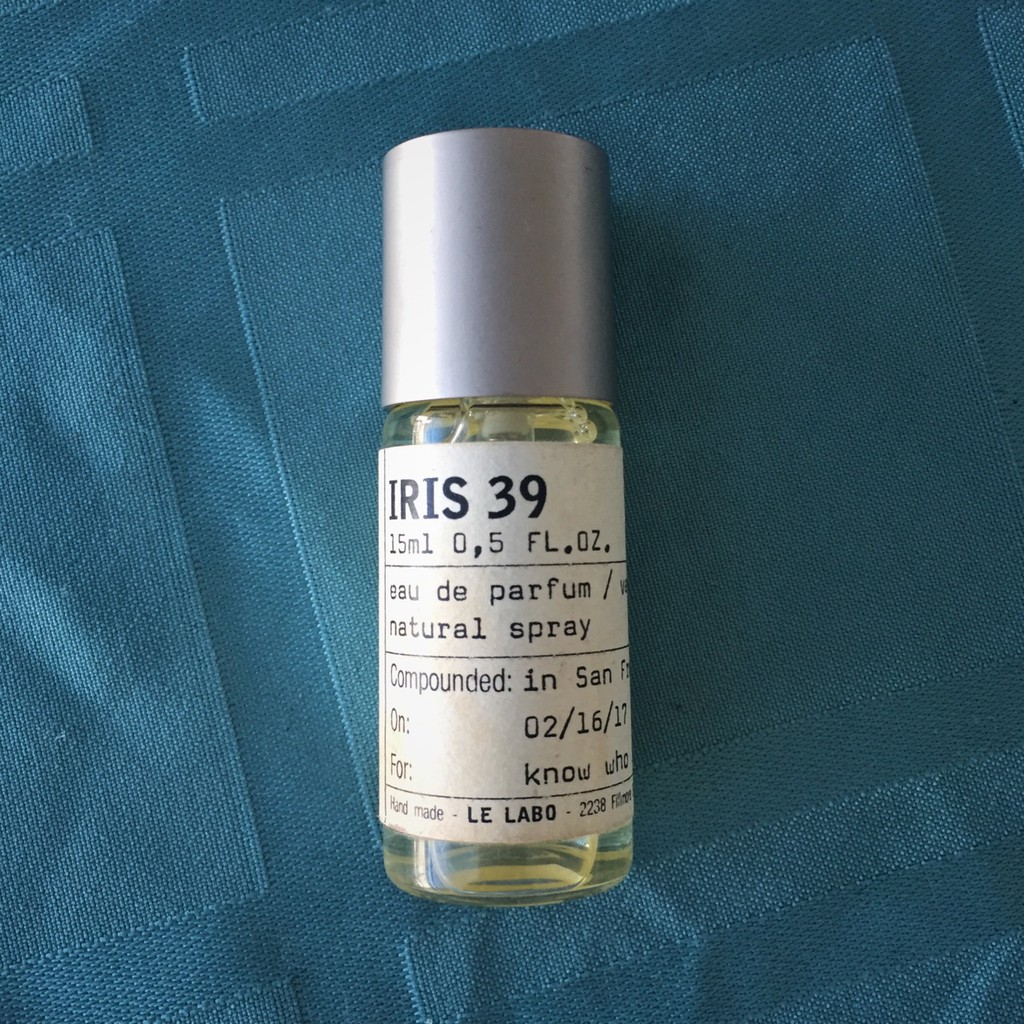 IRIS 39
15ml 0,5 FL.OZ.
eau de parfum /
natural spray
Compounded: in San
On: 02/16/17
For: know who
Hand made - LE LABO - 2238 Fillmore